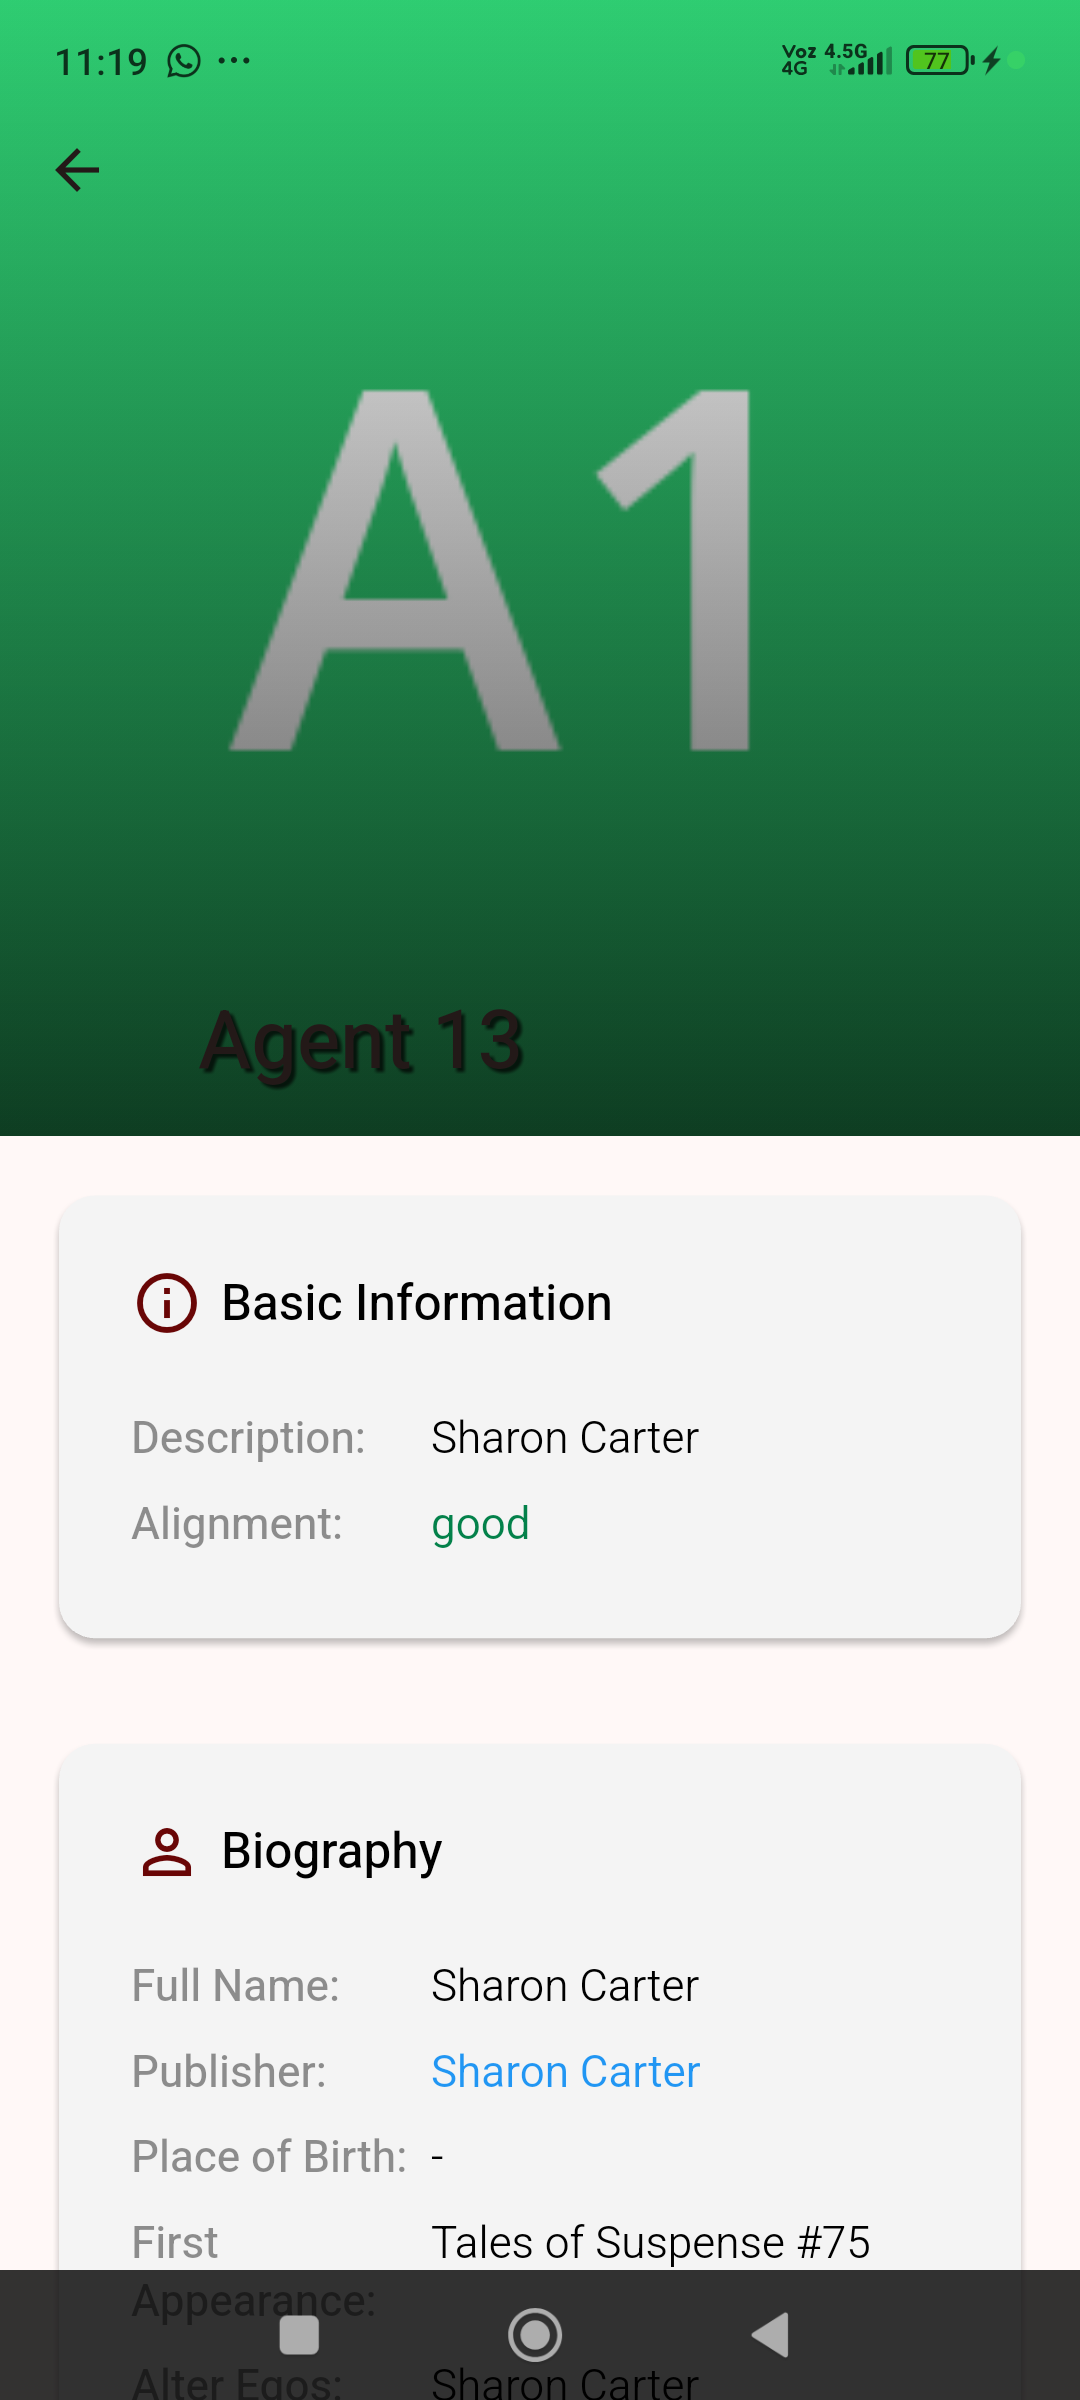 11:19 ... Voz 4G 4.5G 77
A1
Agent 13
Basic Information
Description: Sharon Carter
Alignment: good
Biography
Full Name: Sharon Carter
Publisher: Sharon Carter
Place of Birth: -
First Appearance: Tales of Suspense #75
Alter Egos: Sharon Carter